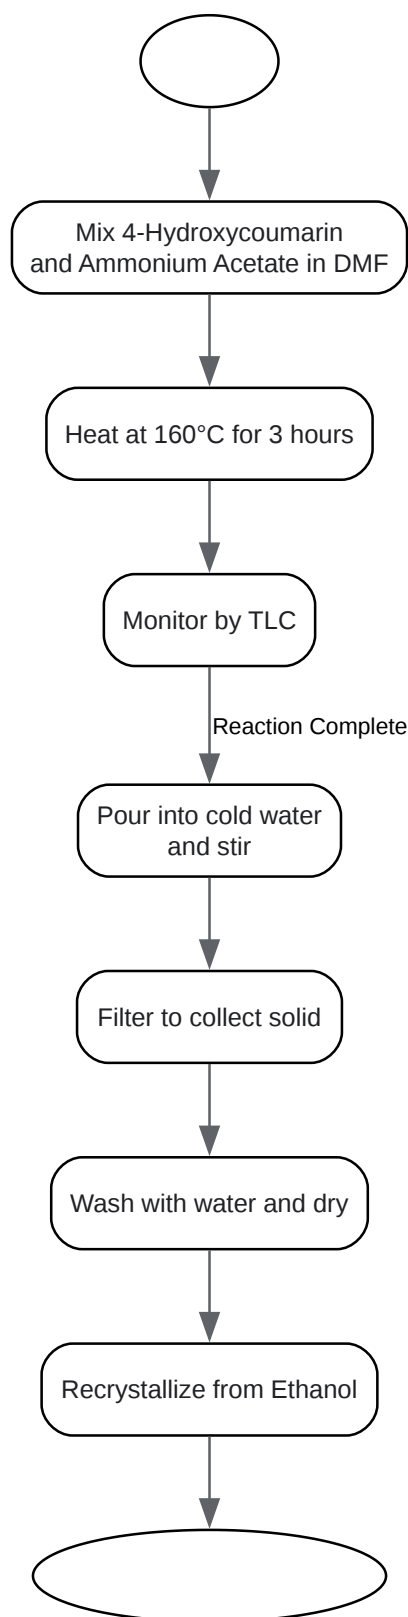 Mix 4-Hydroxycoumarin
and Ammonium Acetate in DMF
Heat at 160°C for 3 hours
Monitor by TLC
Reaction Complete
Pour into cold water
and stir
Filter to collect solid
Wash with water and dry
Recrystallize from Ethanol